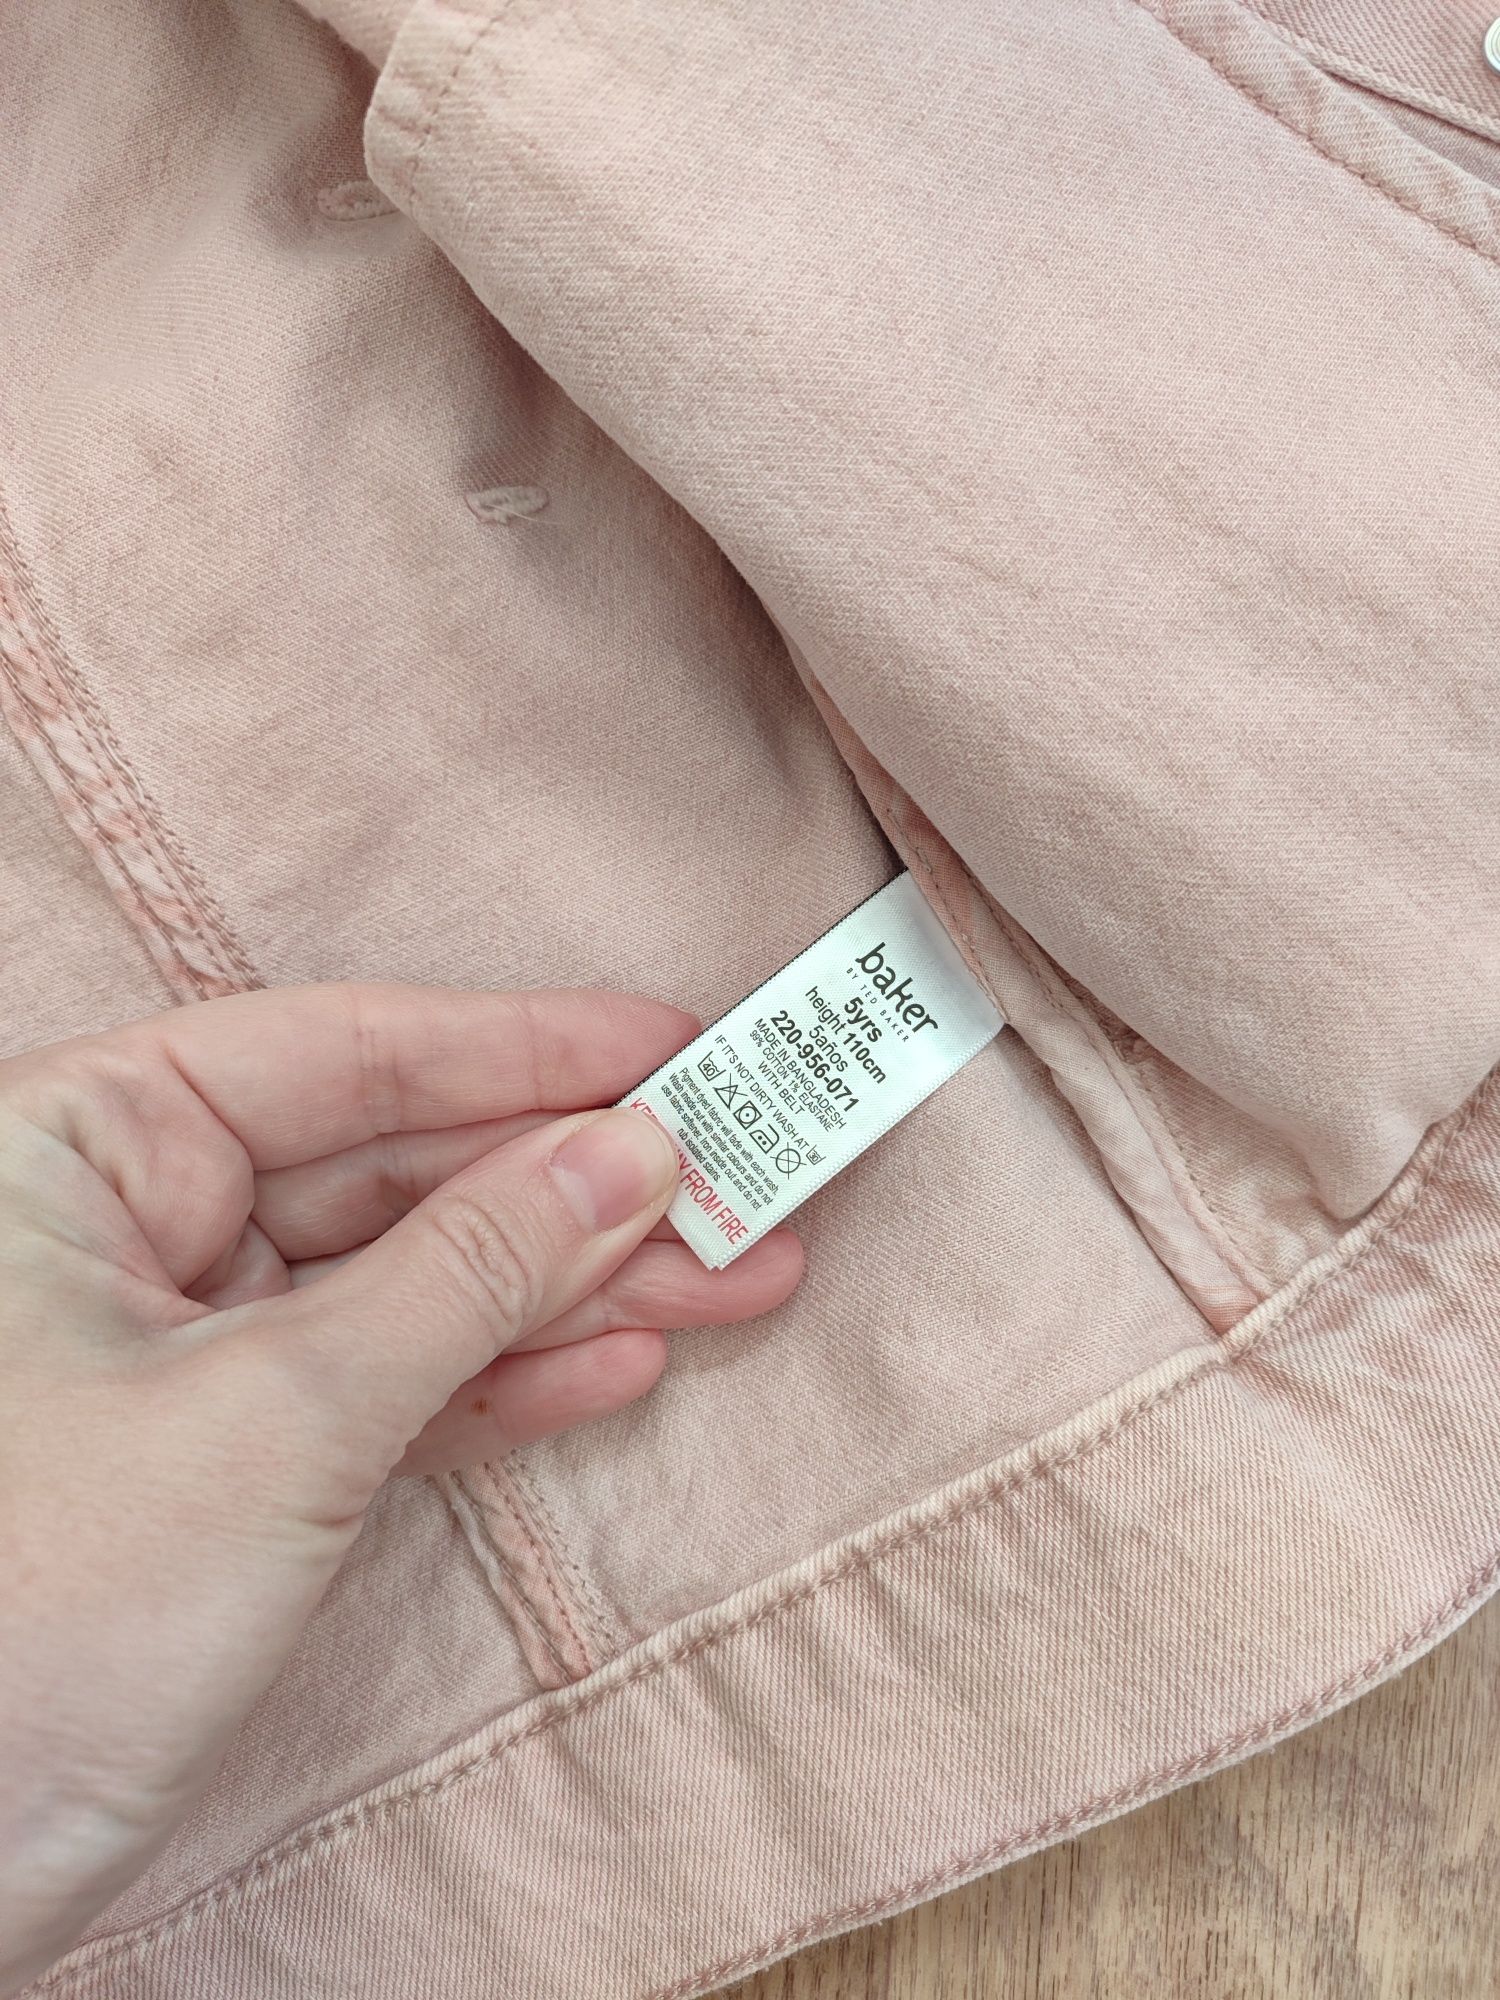 baker
BY TED BAKER
5yrs
height 110cm
5años
220-956-071
MADE IN BANGLADESH
99% COTTON 1% ELASTANE
WITH BELT
IF IT'S NOT DIRTY, WASH AT 30
40
Pigment dyed fabric will fade with each wash.
Wash inside out with similar colours and do not
use fabric softener. Iron inside out and do not
rub isolated stains.
KEEP AWAY FROM FIRE